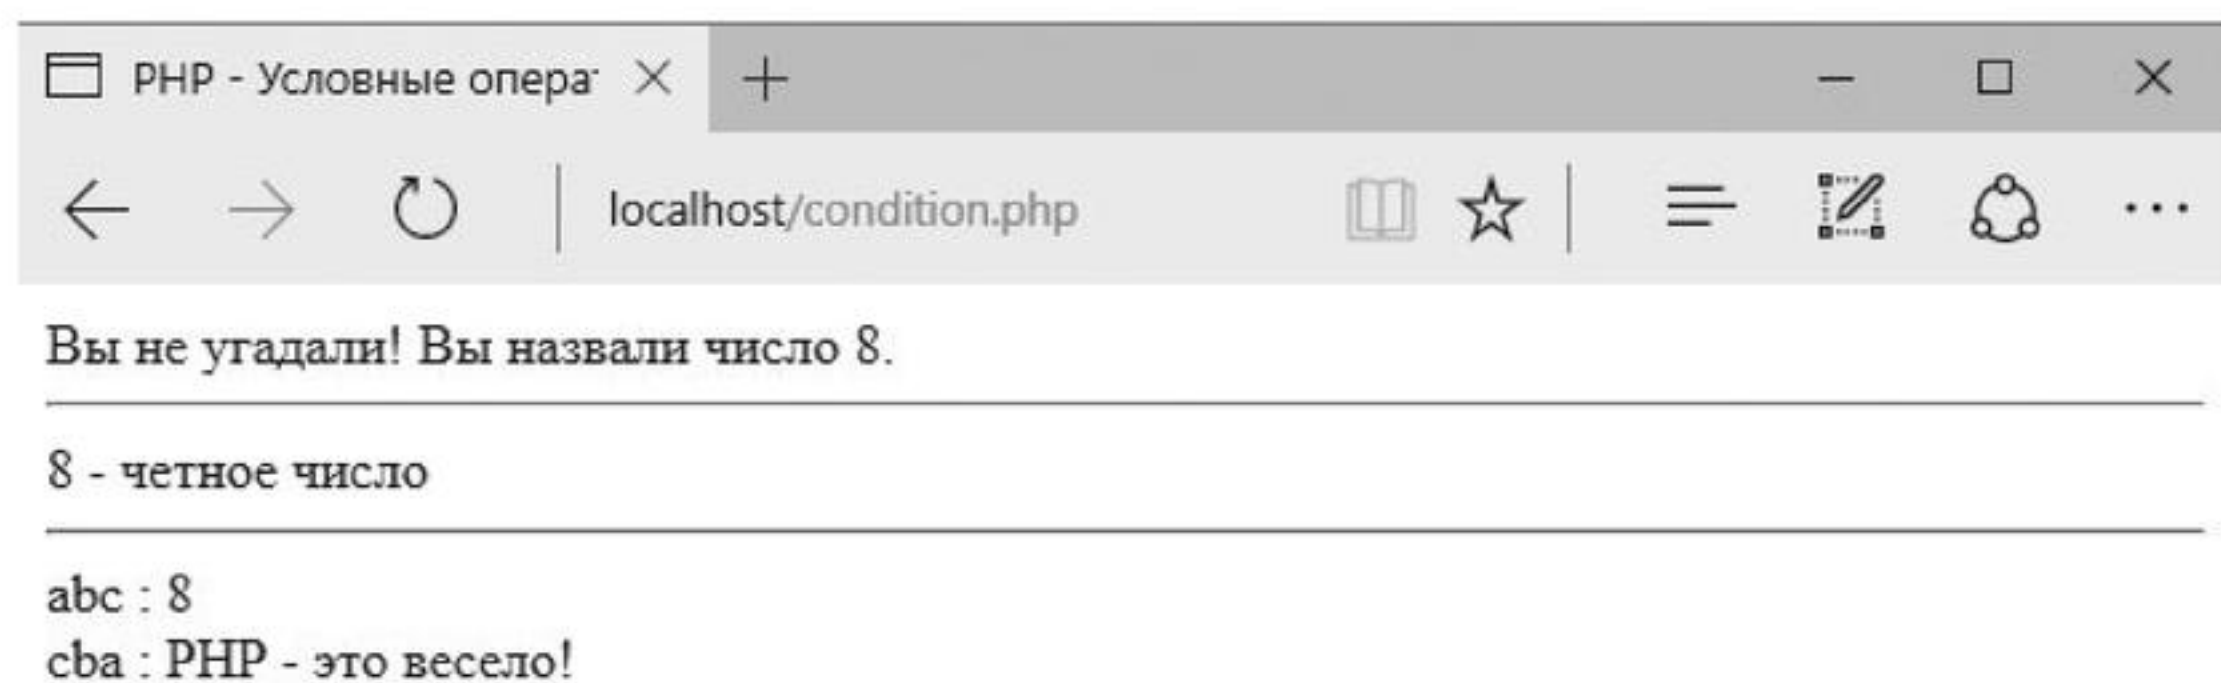 PHP - Условные опера
localhost/condition.php
Вы не угадали! Вы назвали число 8.
8 - четное число
abc : 8
cba : PHP - это весело!